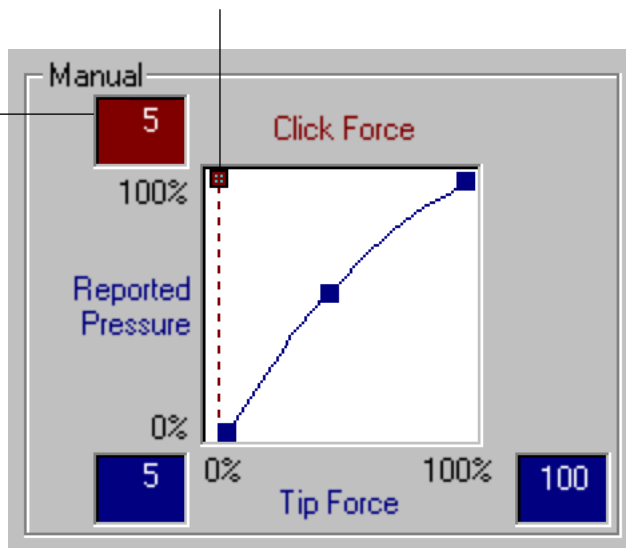 Manual
5
Click Force
100%
Reported
Pressure
0%
5
0%
100%
100
Tip Force